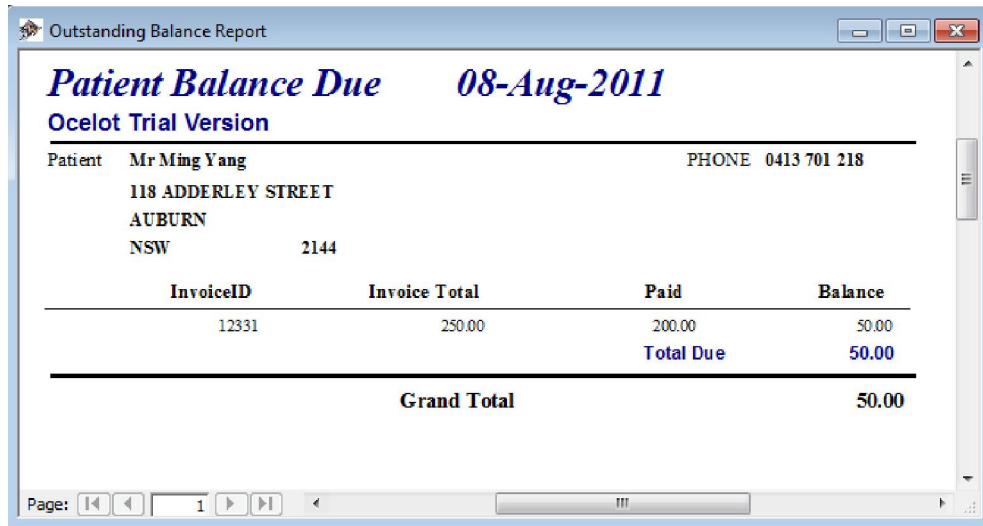 Outstanding Balance Report
Patient Balance Due 08-Aug-2011
Ocelot Trial Version
Patient Mr Ming Yang PHONE 0413 701 218
118 ADDERLEY STREET
AUBURN
NSW 2144
InvoiceID Invoice Total Paid Balance
12331 250.00 200.00 50.00
Total Due 50.00
Grand Total 50.00
Page: 1